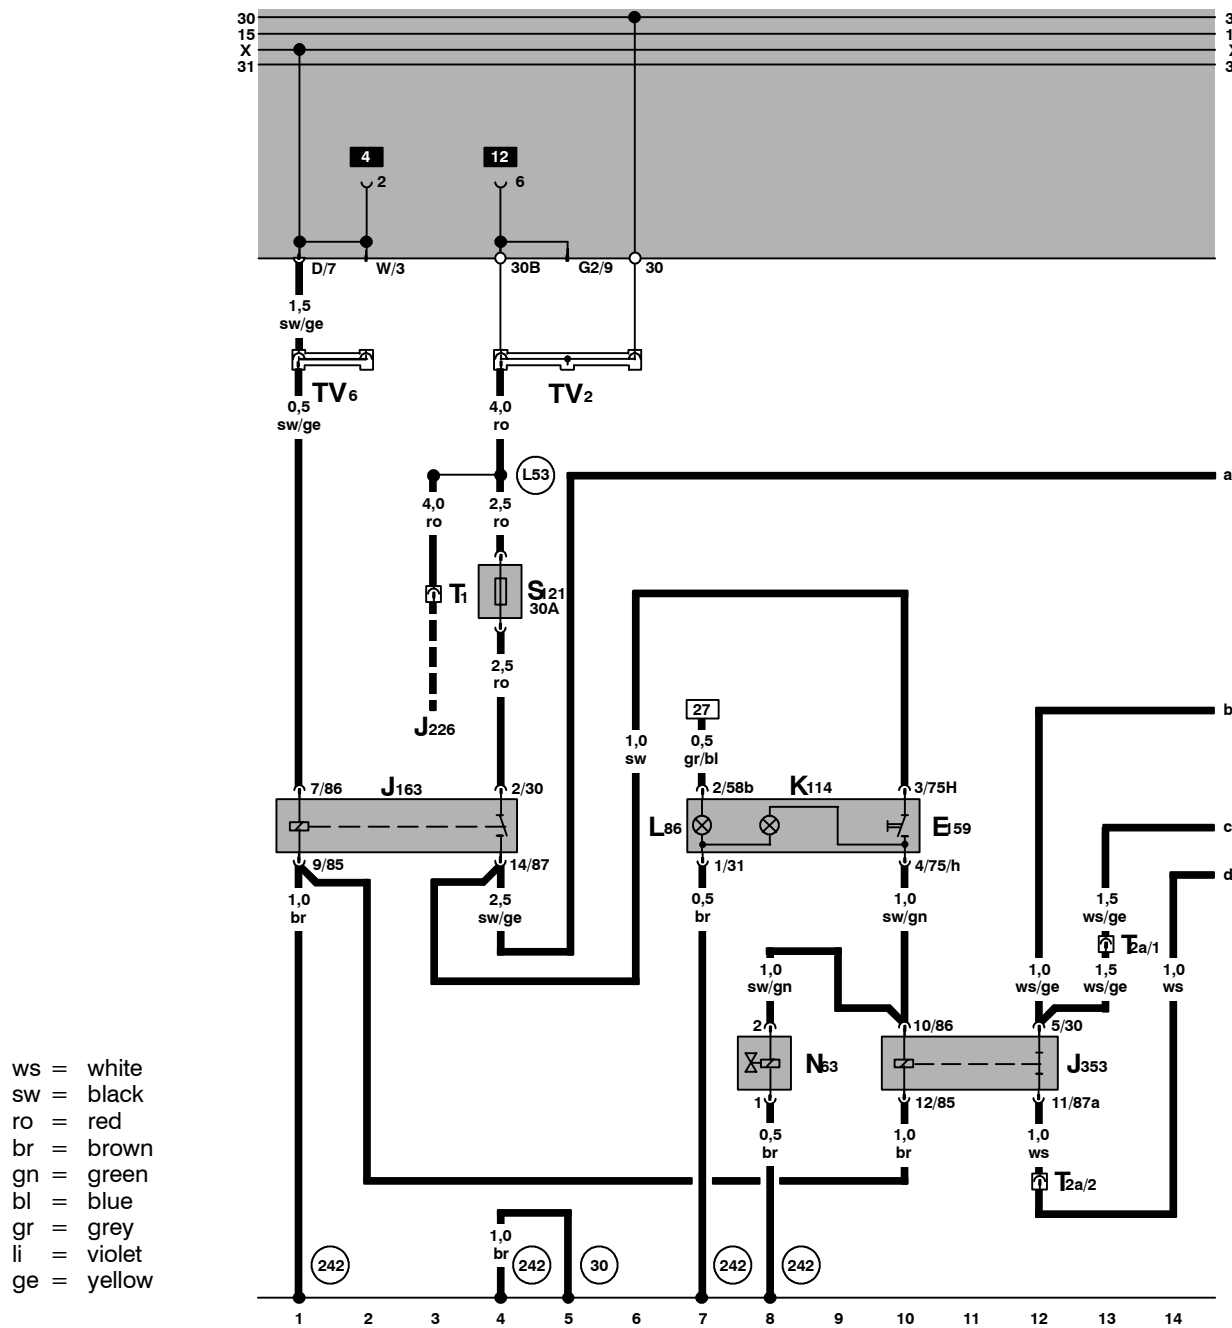 30
3
15
1
X
X
31
3
4
12
2
6
D/7
W/3
30B
G2/9
30
1,5
sw/ge
TV6
TV2
0,5
sw/ge
4,0
ro
L53
a
4,0
ro
2,5
ro
T1
S121
30A
2,5
ro
J226
27
b
1,0
sw
0,5
gr/bl
7/86
J163
2/30
2/58b
K114
3/75H
L86
E159
c
9/85
14/87
1/31
4/75/h
d
1,0
br
2,5
sw/ge
0,5
br
1,0
sw/gn
1,5
ws/ge
T2a/1
1,0
sw/gn
1,0
ws/ge
1,5
ws/ge
1,0
ws
2
10/86
5/30
N63
J353
1
12/85
11/87a
0,5
br
1,0
br
1,0
ws
T2a/2
ws = white
sw = black
ro = red
br = brown
gn = green
bl = blue
gr = grey
li = violet
ge = yellow
1,0
br
242
242
30
242
242
1 2 3 4 5 6 7 8 9 10 11 12 13 14